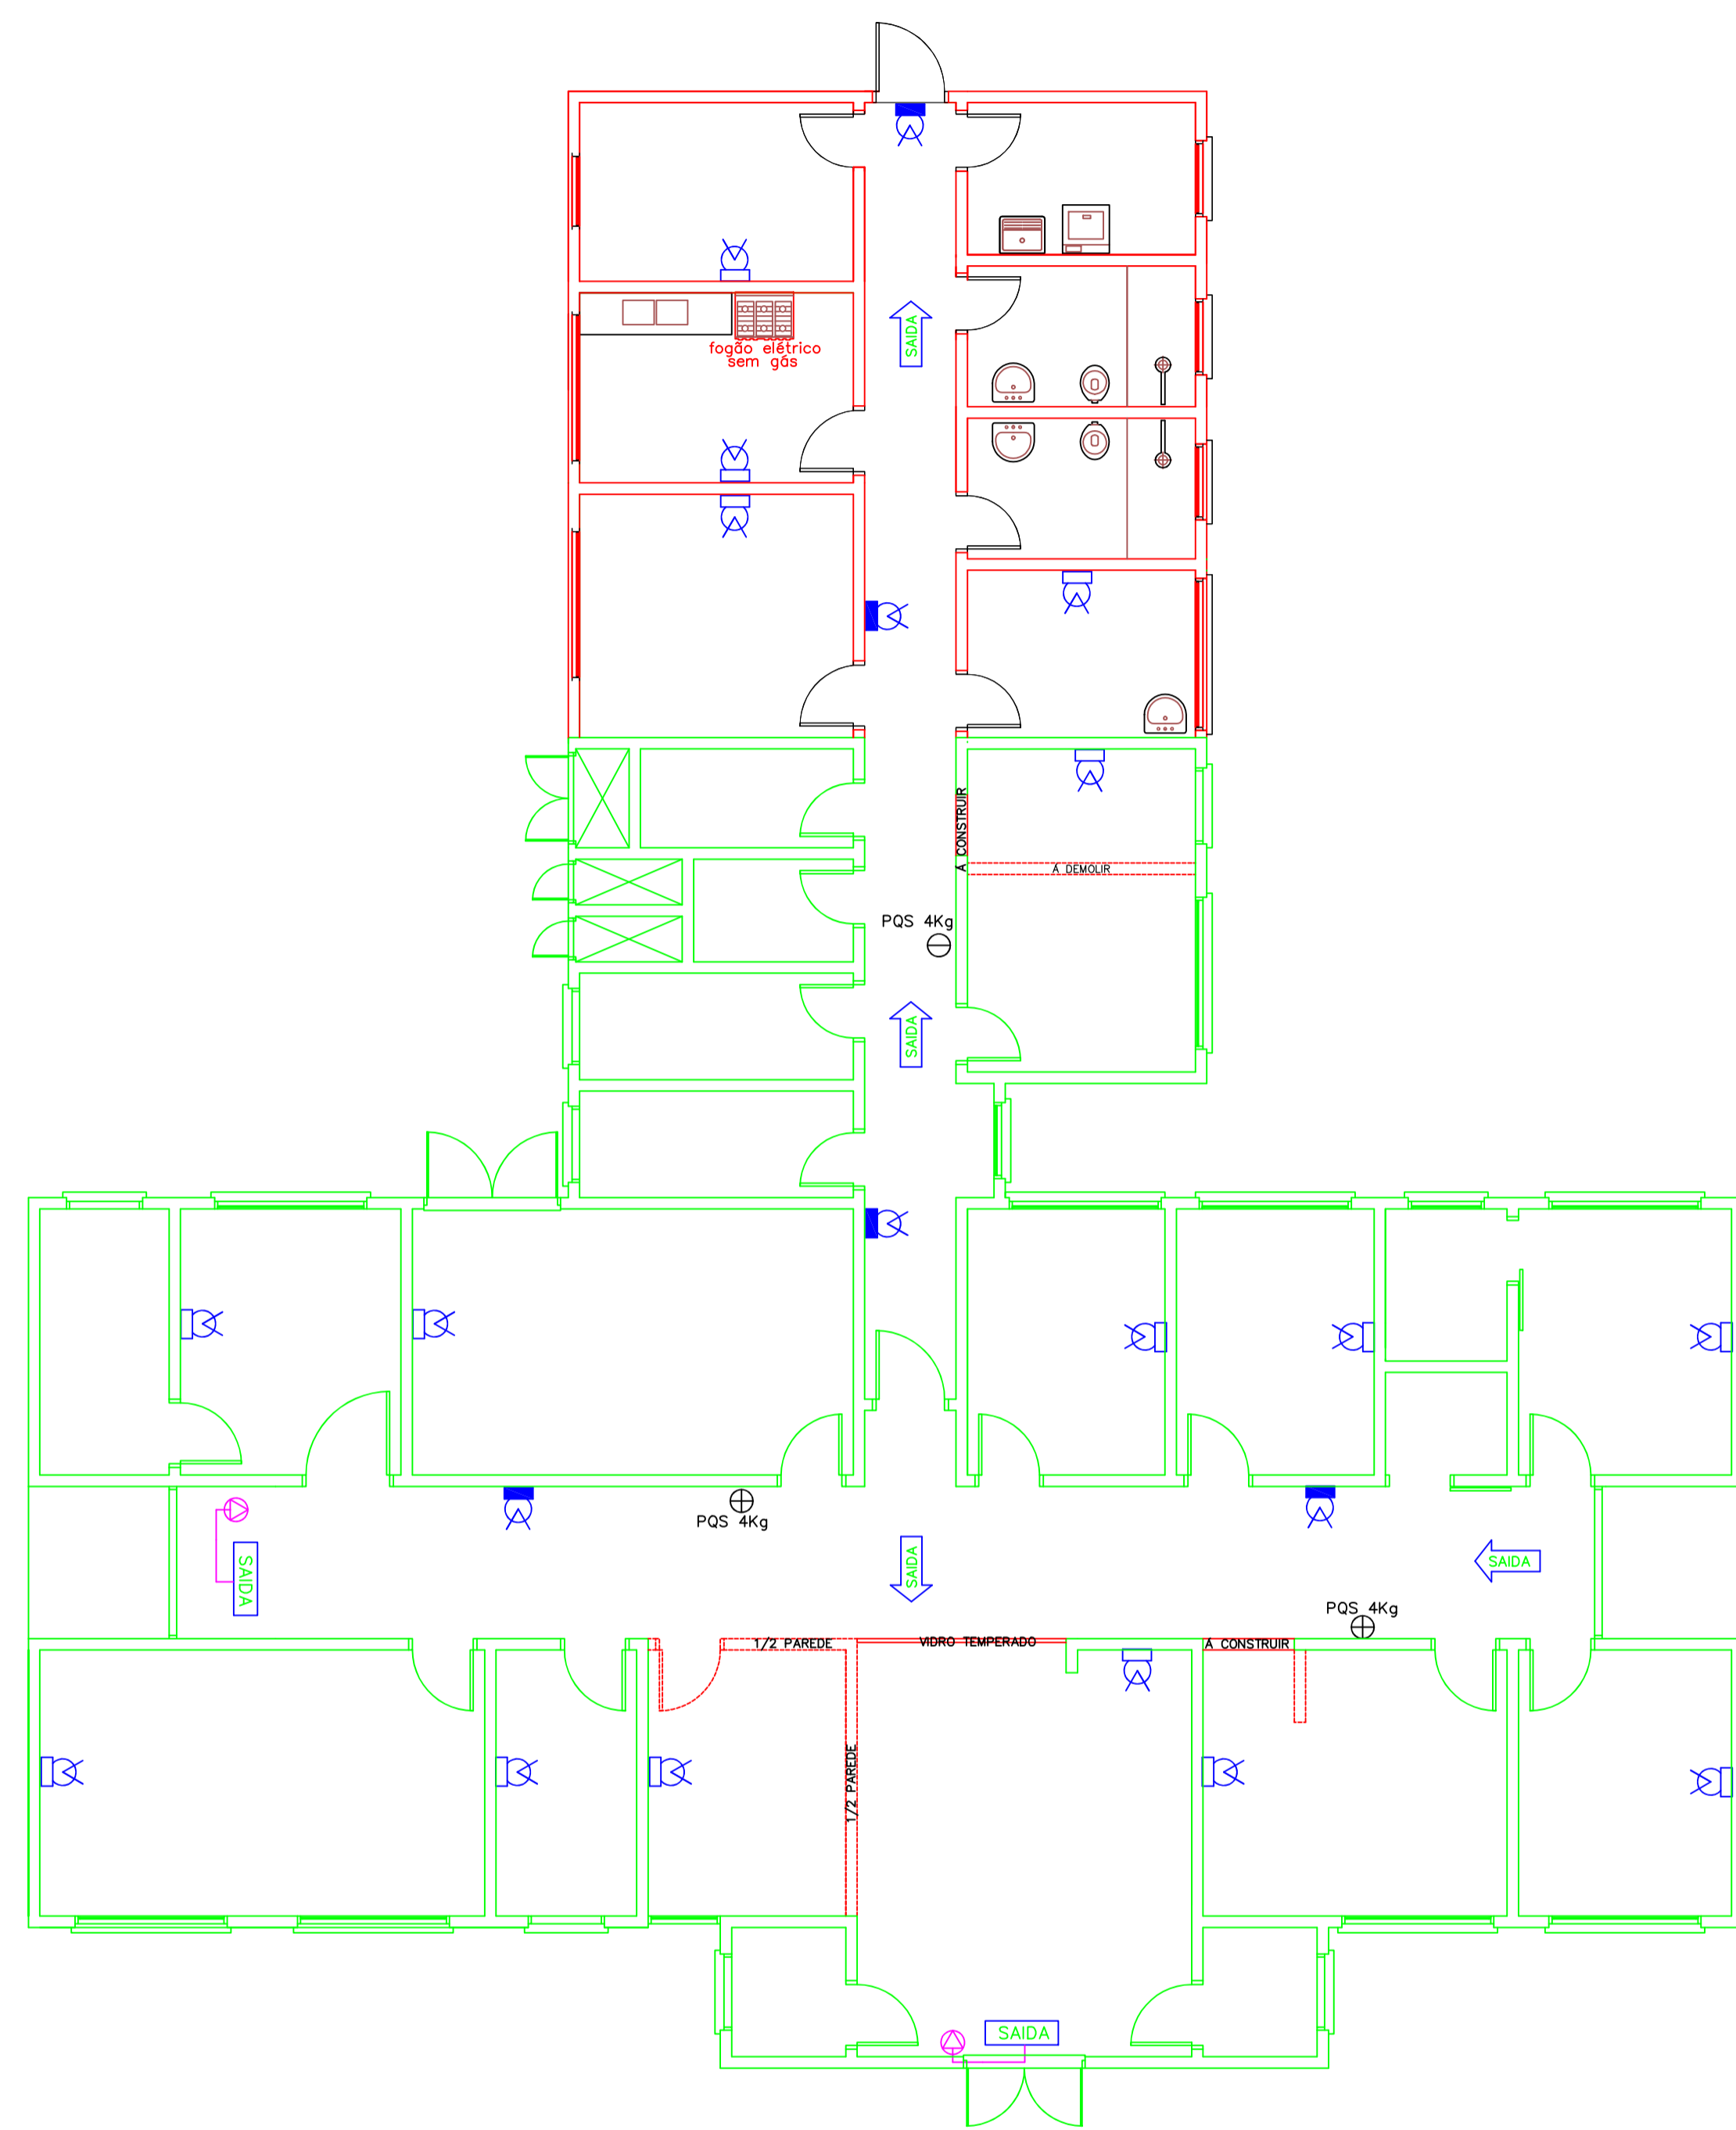 fogão elétrico
sem gás
SAIDA
Á CONSTRUIR
Á DEMOLIR
PQS 4Kg
SAIDA
PQS 4Kg
SAIDA
SAIDA
SAIDA
PQS 4Kg
1/2 PAREDE
VIDRO TEMPERADO
Á CONSTRUIR
1/2 PAREDE
SAIDA